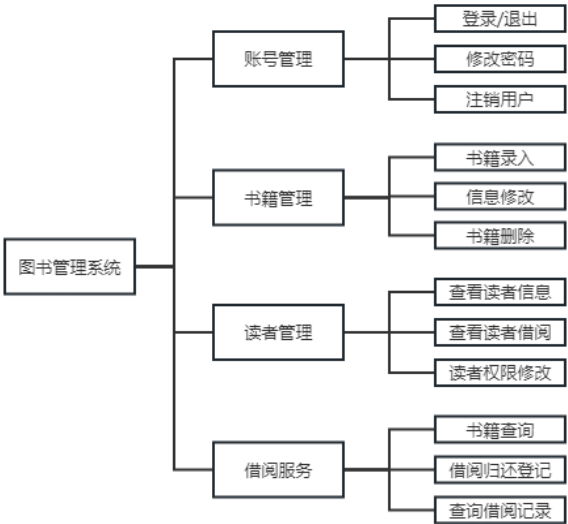 图书管理系统
账号管理
登录/退出
修改密码
注销用户
书籍管理
书籍录入
信息修改
书籍删除
读者管理
查看读者信息
查看读者借阅
读者权限修改
借阅服务
书籍查询
借阅归还登记
查询借阅记录